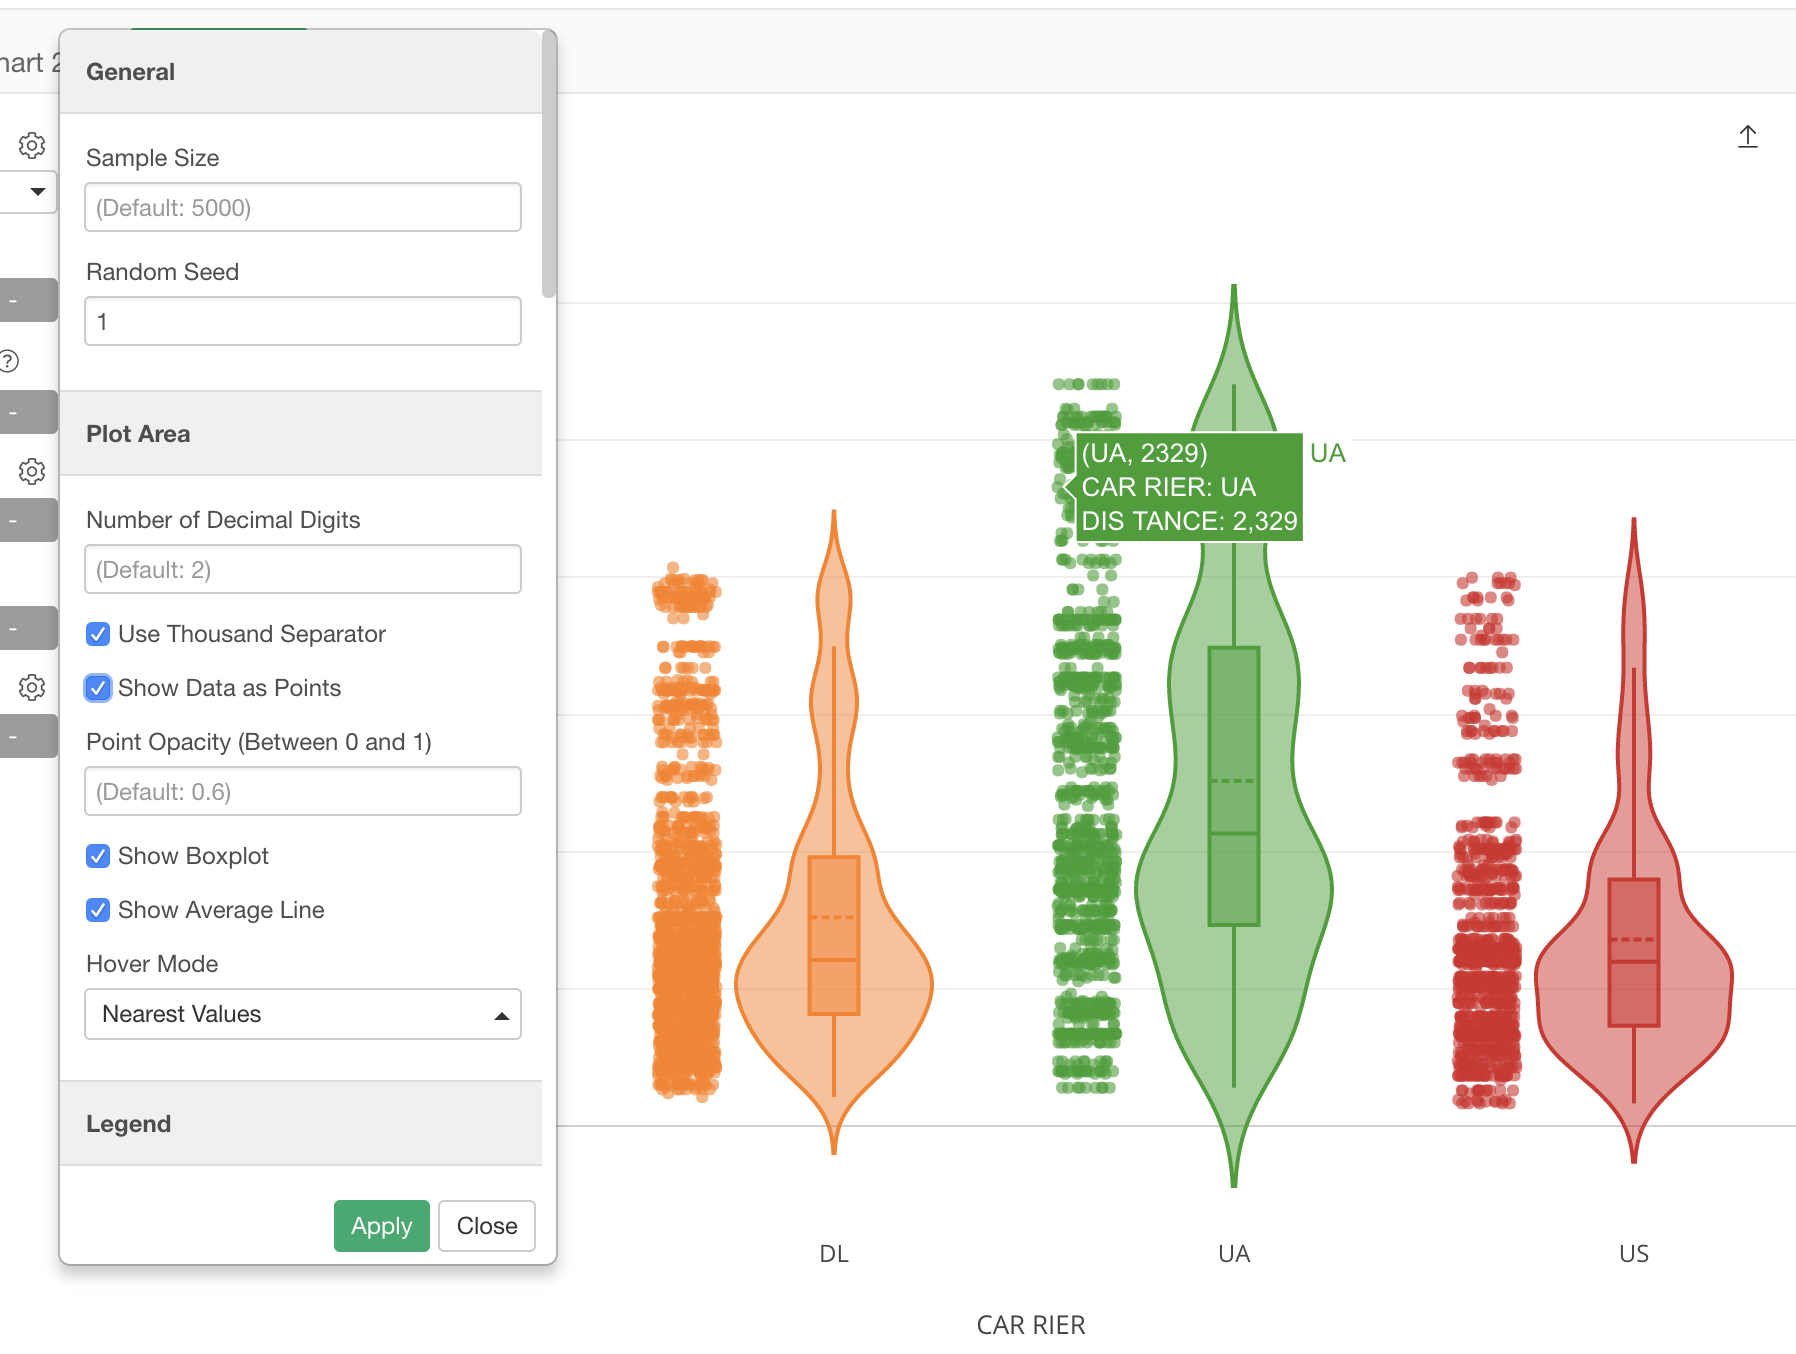 hart 2
General
Sample Size
(Default: 5000)
Random Seed
1
-
?
-
Plot Area
-
Number of Decimal Digits
(Default: 2)
-
Use Thousand Separator
Show Data as Points
-
Point Opacity (Between 0 and 1)
(Default: 0.6)
Show Boxplot
Show Average Line
Hover Mode
Nearest Values
Legend
Apply
Close
(UA, 2329)
CAR RIER: UA
DIS TANCE: 2,329
UA
DL
UA
US
CAR RIER